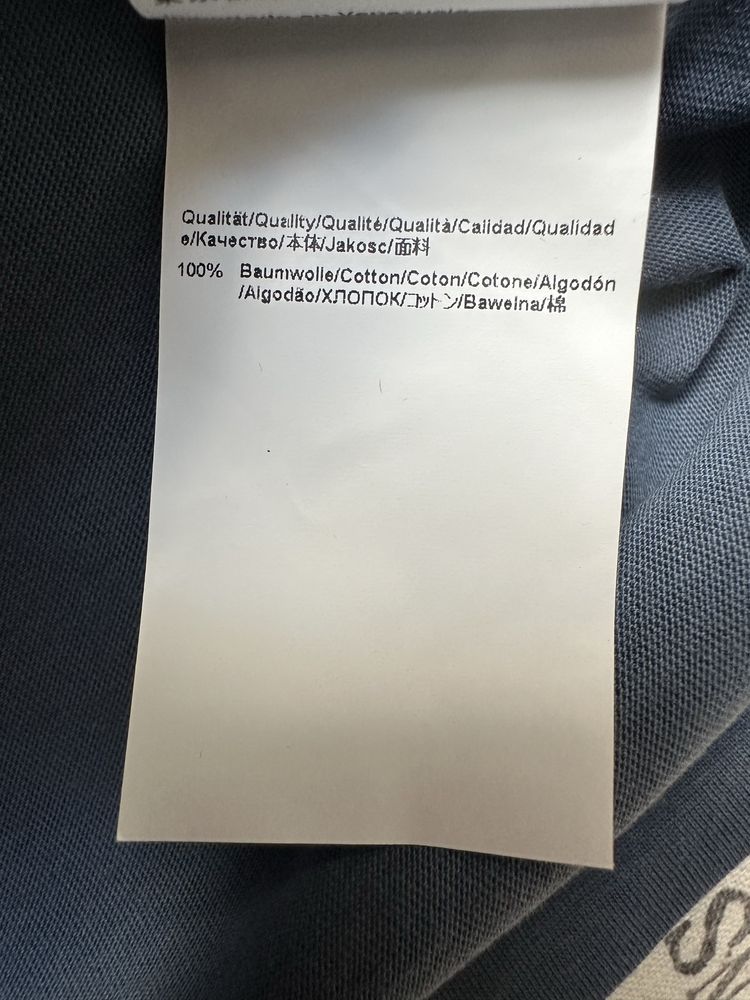 Qualität/Quality/Qualité/Qualità/Calidad/Qualidad
e/Качество/本体/Jakosc/面料
100% Baumwolle/Cotton/Coton/Cotone/Algodón
/Algodão/ХЛОПОК/コットン/Bawelna/棉